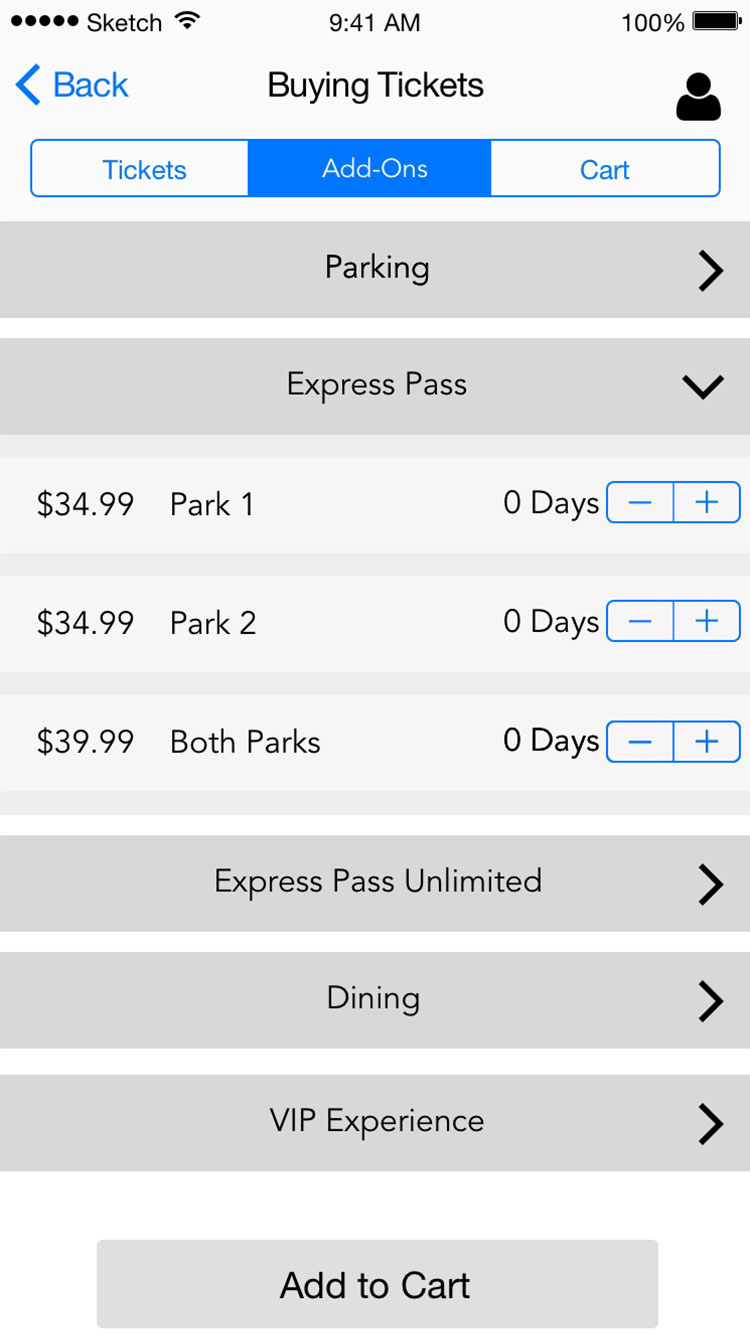 Sketch 9:41 AM 100%
Back Buying Tickets
Tickets Add-Ons Cart
Parking
Express Pass
$34.99 Park 1 0 Days − +
$34.99 Park 2 0 Days − +
$39.99 Both Parks 0 Days − +
Express Pass Unlimited
Dining
VIP Experience
Add to Cart